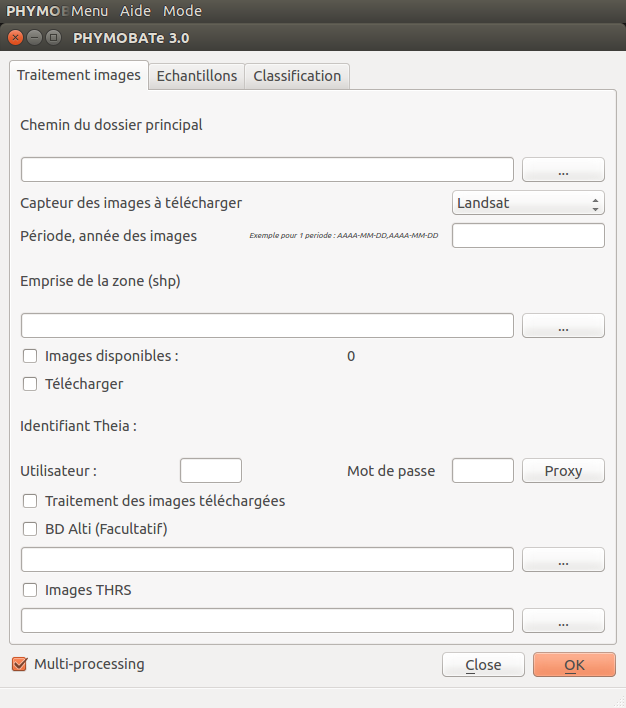 PHYMOB Menu Aide Mode
PHYMOBATe 3.0
Traitement images Echantillons Classification
Chemin du dossier principal
...
Capteur des images à télécharger Landsat
Période, année des images Exemple pour 1 periode : AAAA-MM-DD,AAAA-MM-DD
Emprise de la zone (shp)
...
Images disponibles : 0
Télécharger
Identifiant Theia :
Utilisateur : Mot de passe Proxy
Traitement des images téléchargées
BD Alti (Facultatif)
...
Images THRS
...
Multi-processing Close OK